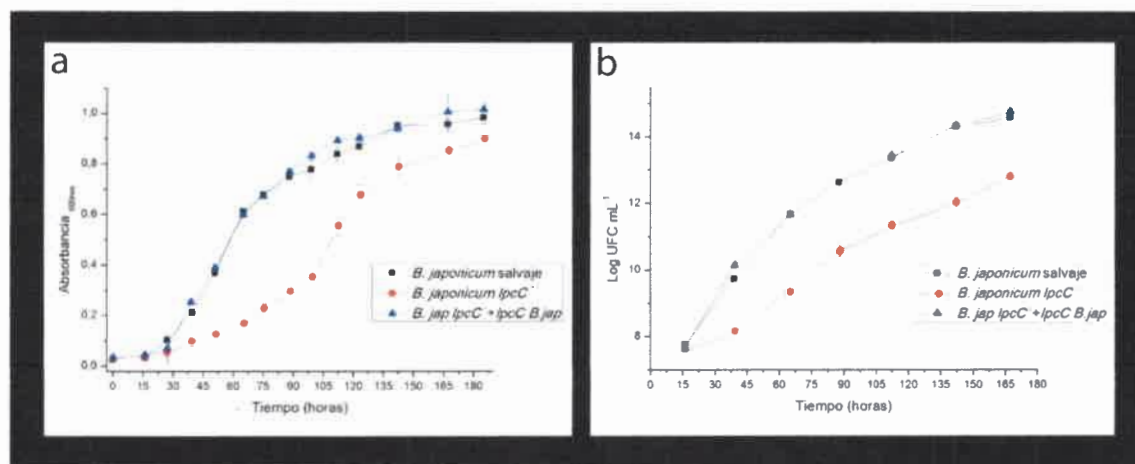 a
1,0
0,8
0,6
0,4
0,2
0,0
Absorbancia
0 15 30 45 60 75 90 105 120 135 150 165 180
Tiempo (horas)
B. japonicum salvaje
B. japonicum lpcC
B. jap lpcC + lpcC B.jap
b
14
12
10
8
Log UFC mL-1
0 15 30 45 60 75 90 105 120 135 150 165 180
Tiempo (horas)
B. japonicum salvaje
B. japonicum lpcC
B. jap lpcC + lpcC B.jap